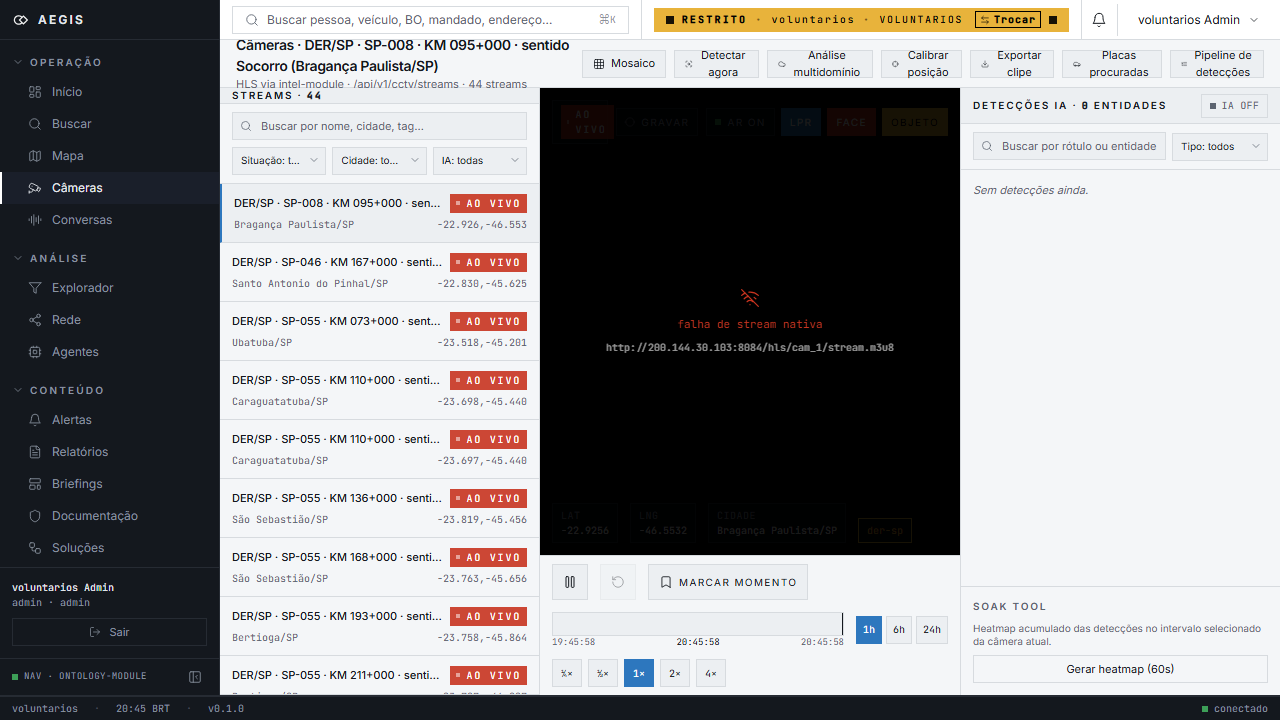 AEGIS
Buscar pessoa, veículo, BO, mandado, endereço...
⌘K
RESTRITO · voluntarios · VOLUNTARIOS
Trocar
voluntarios Admin
OPERAÇÃO
Início
Buscar
Mapa
Câmeras
Conversas
ANÁLISE
Explorador
Rede
Agentes
CONTEÚDO
Alertas
Relatórios
Briefings
Documentação
Soluções
voluntarios Admin
admin · admin
Sair
NAV · ONTOLOGY-MODULE
Câmeras · DER/SP · SP-008 · KM 095+000 · sentido
Socorro (Bragança Paulista/SP)
HLS via intel-module · /api/v1/cctv/streams · 44 streams
Mosaico
Detectar
agora
Análise
multidomínio
Calibrar
posição
Exportar
clipe
Placas
procuradas
Pipeline de
detecções
STREAMS · 44
Buscar por nome, cidade, tag...
Situação: t...
Cidade: to...
IA: todas
DER/SP · SP-008 · KM 095+000 · sen...
AO VIVO
Bragança Paulista/SP
-22.926,-46.553
DER/SP · SP-046 · KM 167+000 · senti...
AO VIVO
Santo Antonio do Pinhal/SP
-22.830,-45.625
DER/SP · SP-055 · KM 073+000 · sent...
AO VIVO
Ubatuba/SP
-23.518,-45.201
DER/SP · SP-055 · KM 110+000 · senti...
AO VIVO
Caraguatatuba/SP
-23.698,-45.440
DER/SP · SP-055 · KM 110+000 · senti...
AO VIVO
Caraguatatuba/SP
-23.697,-45.440
DER/SP · SP-055 · KM 136+000 · senti...
AO VIVO
São Sebastião/SP
-23.819,-45.456
DER/SP · SP-055 · KM 168+000 · senti...
AO VIVO
São Sebastião/SP
-23.763,-45.656
DER/SP · SP-055 · KM 193+000 · senti...
AO VIVO
Bertioga/SP
-23.758,-45.864
DER/SP · SP-055 · KM 211+000 · senti...
AO VIVO
AO
VIVO
GRAVAR
AR ON
LPR
FACE
OBJETO
falha de stream nativa
http://200.144.30.103:8084/hls/cam_1/stream.m3u8
LAT
-22.9256
LNG
-46.5532
CIDADE
Bragança Paulista/SP
der-sp
MARCAR MOMENTO
19:45:58
20:45:58
20:45:58
1h
6h
24h
1×
2×
4×
DETECÇÕES IA · 0 ENTIDADES
IA OFF
Buscar por rótulo ou entidade
Tipo: todos
Sem detecções ainda.
SOAK TOOL
Heatmap acumulado das detecções no intervalo selecionado
da câmera atual.
Gerar heatmap (60s)
voluntarios · 20:45 BRT · v0.1.0
conectado